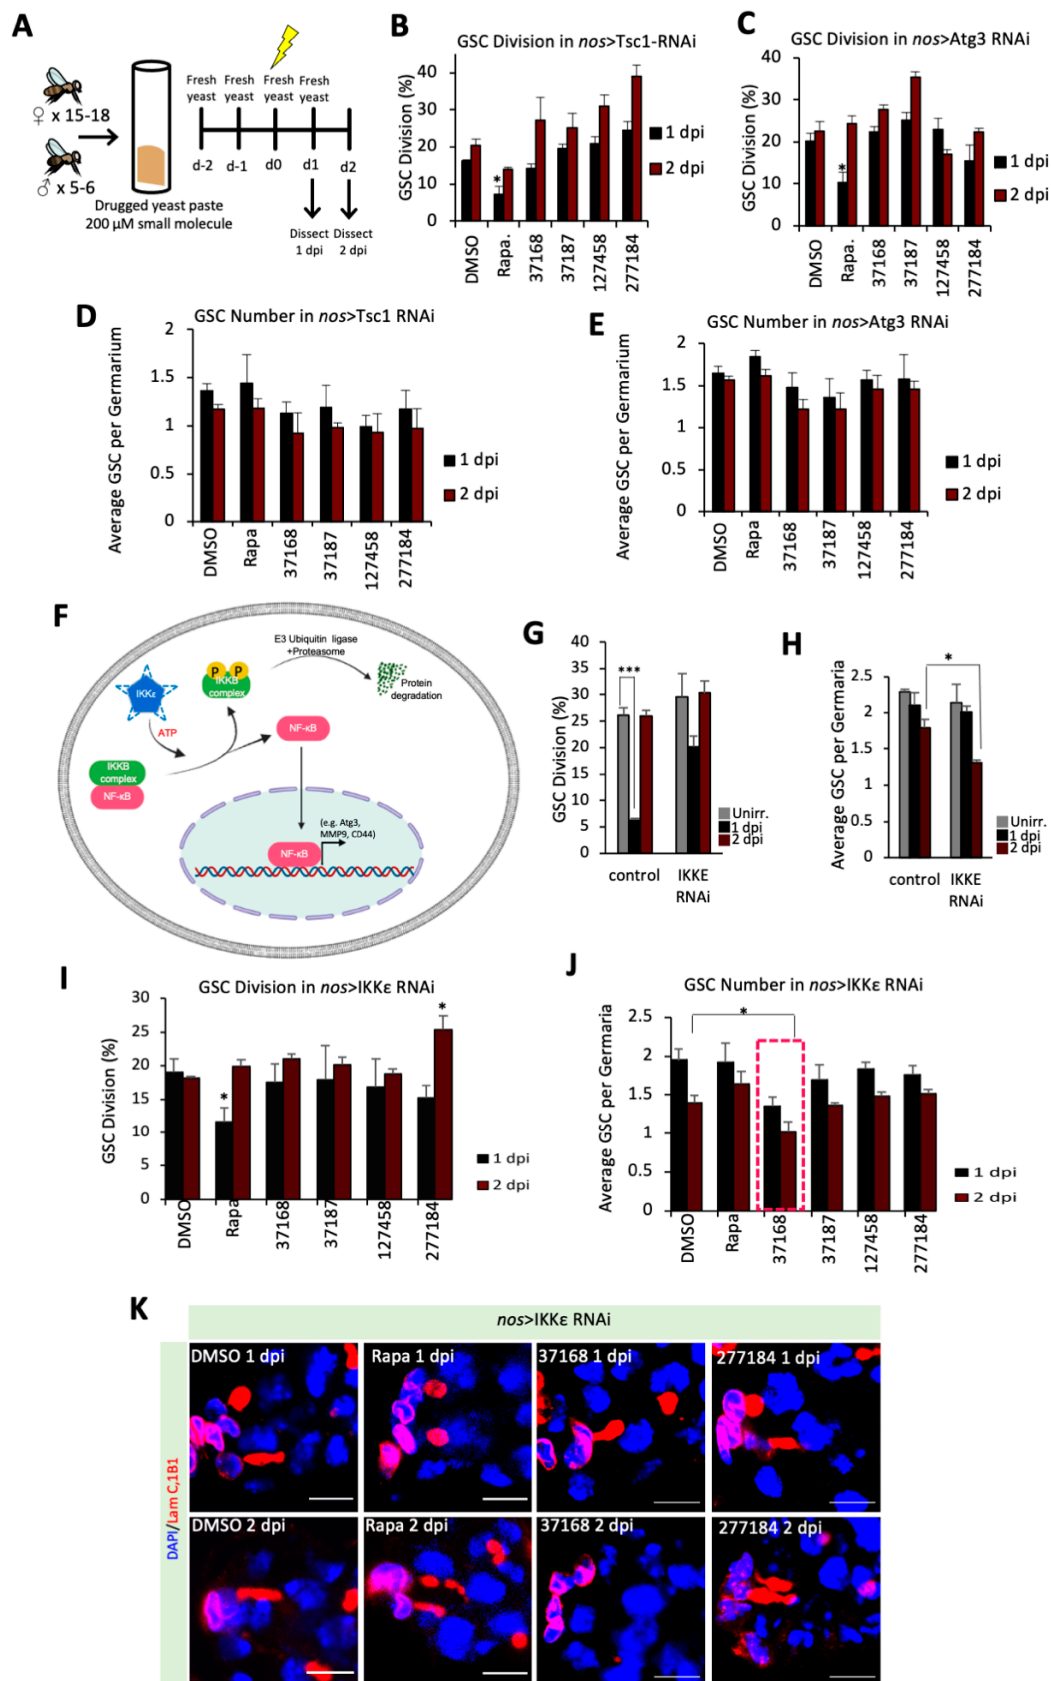 A
♀ x 15-18
♂ x 5-6
Drugged yeast paste
200 µM small molecule
Fresh yeast
Fresh yeast
Fresh yeast
Fresh yeast
d-2
d-1
d0
d1
d2
Dissect
1 dpi
Dissect
2 dpi
B
GSC Division in nos>Tsc1-RNAi
GSC Division (%)
40
30
20
10
0
*
1 dpi
2 dpi
DMSO
Rapa.
37168
37187
127458
277184
C
GSC Division in nos>Atg3 RNAi
GSC Division (%)
40
30
20
10
0
*
1 dpi
2 dpi
DMSO
Rapa.
37168
37187
127458
277184
D
GSC Number in nos>Tsc1 RNAi
Average GSC per Germarium
2
1.5
1
0.5
0
1 dpi
2 dpi
DMSO
Rapa
37168
37187
127458
277184
E
GSC Number in nos>Atg3 RNAi
Average GSC per Germarium
2
1.5
1
0.5
0
1 dpi
2 dpi
DMSO
Rapa
37168
37187
127458
277184
F
IKKε
ATP
P P
IKKB
complex
E3 Ubiquitin ligase
+Proteasome
Protein
degradation
IKKB
complex
NF-κB
NF-κB
NF-κB
(e.g. Atg3,
MMP9, CD44)
G
GSC Division (%)
40
35
30
25
20
15
10
5
0
***
Unirr.
1 dpi
2 dpi
control
IKKE
RNAi
H
Average GSC per Germaria
2.5
2
1.5
1
0.5
0
*
Unirr.
1 dpi
2 dpi
control
IKKE
RNAi
I
GSC Division in nos>IKKε RNAi
GSC Division (%)
30
25
20
15
10
5
0
*
*
1 dpi
2 dpi
DMSO
Rapa
37168
37187
127458
277184
J
GSC Number in nos>IKKε RNAi
Average GSC per Germaria
2.5
2
1.5
1
0.5
0
*
1 dpi
2 dpi
DMSO
Rapa
37168
37187
127458
277184
K
nos>IKKε RNAi
DAPI/Lam C,1B1
DMSO 1 dpi
Rapa 1 dpi
37168 1 dpi
277184 1 dpi
DMSO 2 dpi
Rapa 2 dpi
37168 2 dpi
277184 2 dpi